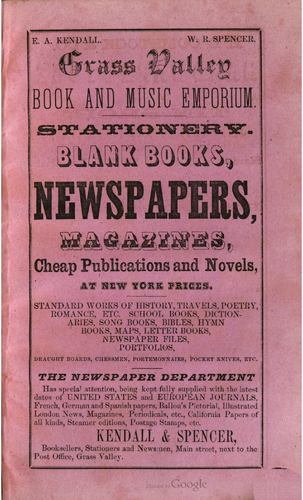 E. A. KENDALL. W. R. SPENCER.
Grass Valley
BOOK AND MUSIC EMPORIUM.
STATIONERY.
BLANK BOOKS,
NEWSPAPERS,
MAGAZINES,
Cheap Publications and Novels,
AT NEW YORK PRICES.
STANDARD WORKS OF HISTORY, TRAVELS, POETRY,
ROMANCE, ETC. SCHOOL BOOKS, DICTION-
ARIES, SONG BOOKS, BIBLES, HYMN
BOOKS, MAPS, LETTER BOOKS,
NEWSPAPER FILES,
PORTFOLIOS,
DRAUGHT BOARDS, CHESSMEN, PORTEMONNAIES, POCKET KNIVES, ETC.
THE NEWSPAPER DEPARTMENT
Has special attention, being kept fully supplied with the latest
dates of UNITED STATES and EUROPEAN JOURNALS,
French, German and Spanish papers, Ballou's Pictorial, Illustrated
London News, Magazines, Periodicals, etc., California Papers of
all kinds, Steamer editions, Postage Stamps, etc.
KENDALL & SPENCER,
Booksellers, Stationers and Newsmen, Main street, next to the
Post Office, Grass Valley.
Google